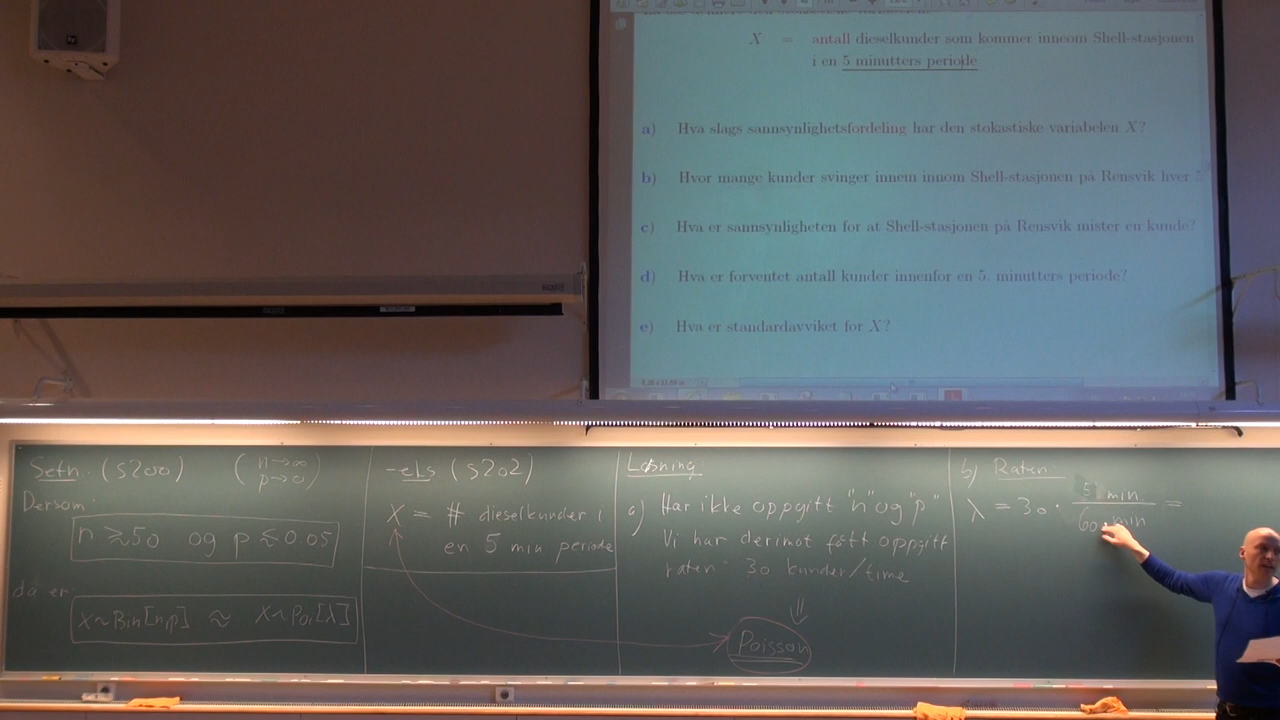 X = antall dieselkunder som kommer inneom Shell-stasjonen
i en 5 minutters periode
a) Hva slags sannsynlighetsfordeling har den stokastiske variabelen X?
b) Hvor mange kunder svinger innem innom Shell-stasjonen på Rensvik hver 5
c) Hva er sannsynligheten for at Shell-stasjonen på Rensvik mister en kunde?
d) Hva er forventet antall kunder innenfor en 5. minutters periode?
e) Hva er standardavviket for X?
Setn. (S200) (n→∞
p→0)
Dersom:
n ≥ 50 og p ≤ 0.05
da er:
X~Bin[n,p] ≈ X~Poi[λ]
-eks (S202)
X = # dieselkunder i
en 5 min periode
Løsning
a) Har ikke oppgitt "n" og "p"
Vi har derimot fått oppgitt
raten: 30 kunder/time
⇓
Poisson
b) Raten:
λ = 30 · 5 min / 60 min =